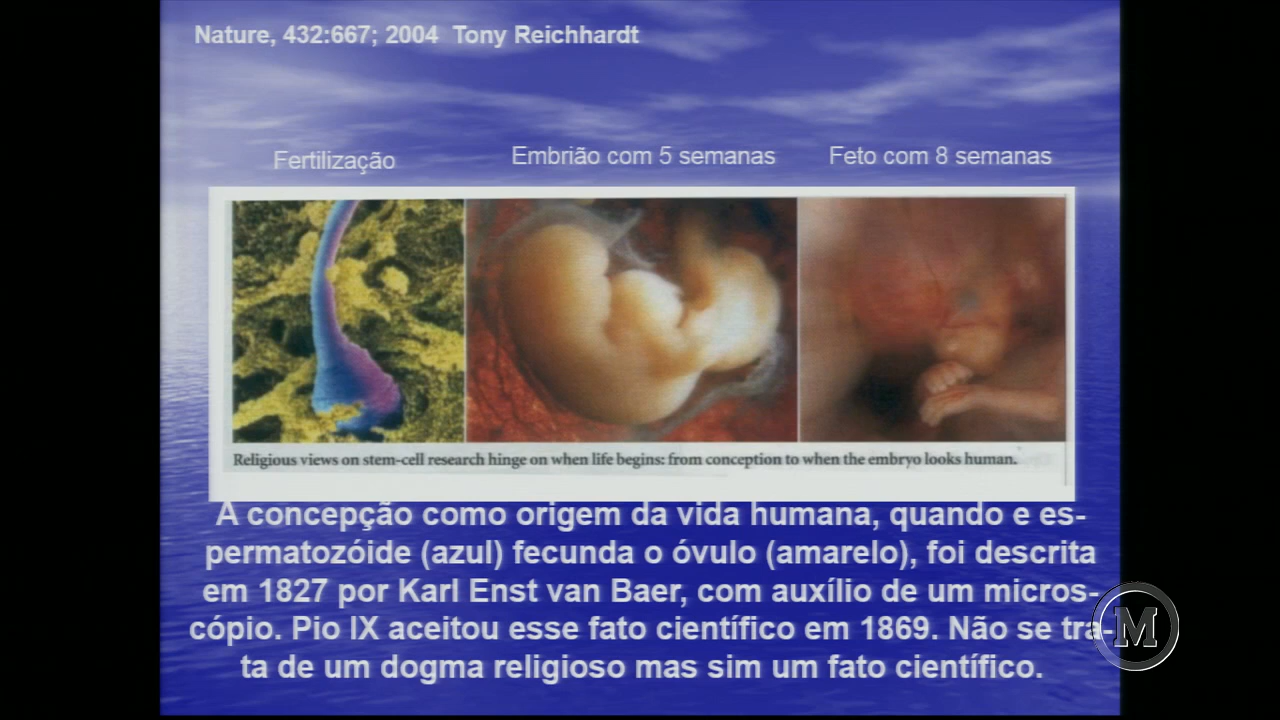 Nature, 432:667; 2004 Tony Reichhardt
Fertilização
Embrião com 5 semanas
Feto com 8 semanas
Religious views on stem-cell research hinge on when life begins: from conception to when the embryo looks human.
A concepção como origem da vida humana, quando e es-
permatozóide (azul) fecunda o óvulo (amarelo), foi descrita
em 1827 por Karl Enst van Baer, com auxílio de um micros-
cópio. Pio IX aceitou esse fato científico em 1869. Não se tra-
ta de um dogma religioso mas sim um fato científico.
M